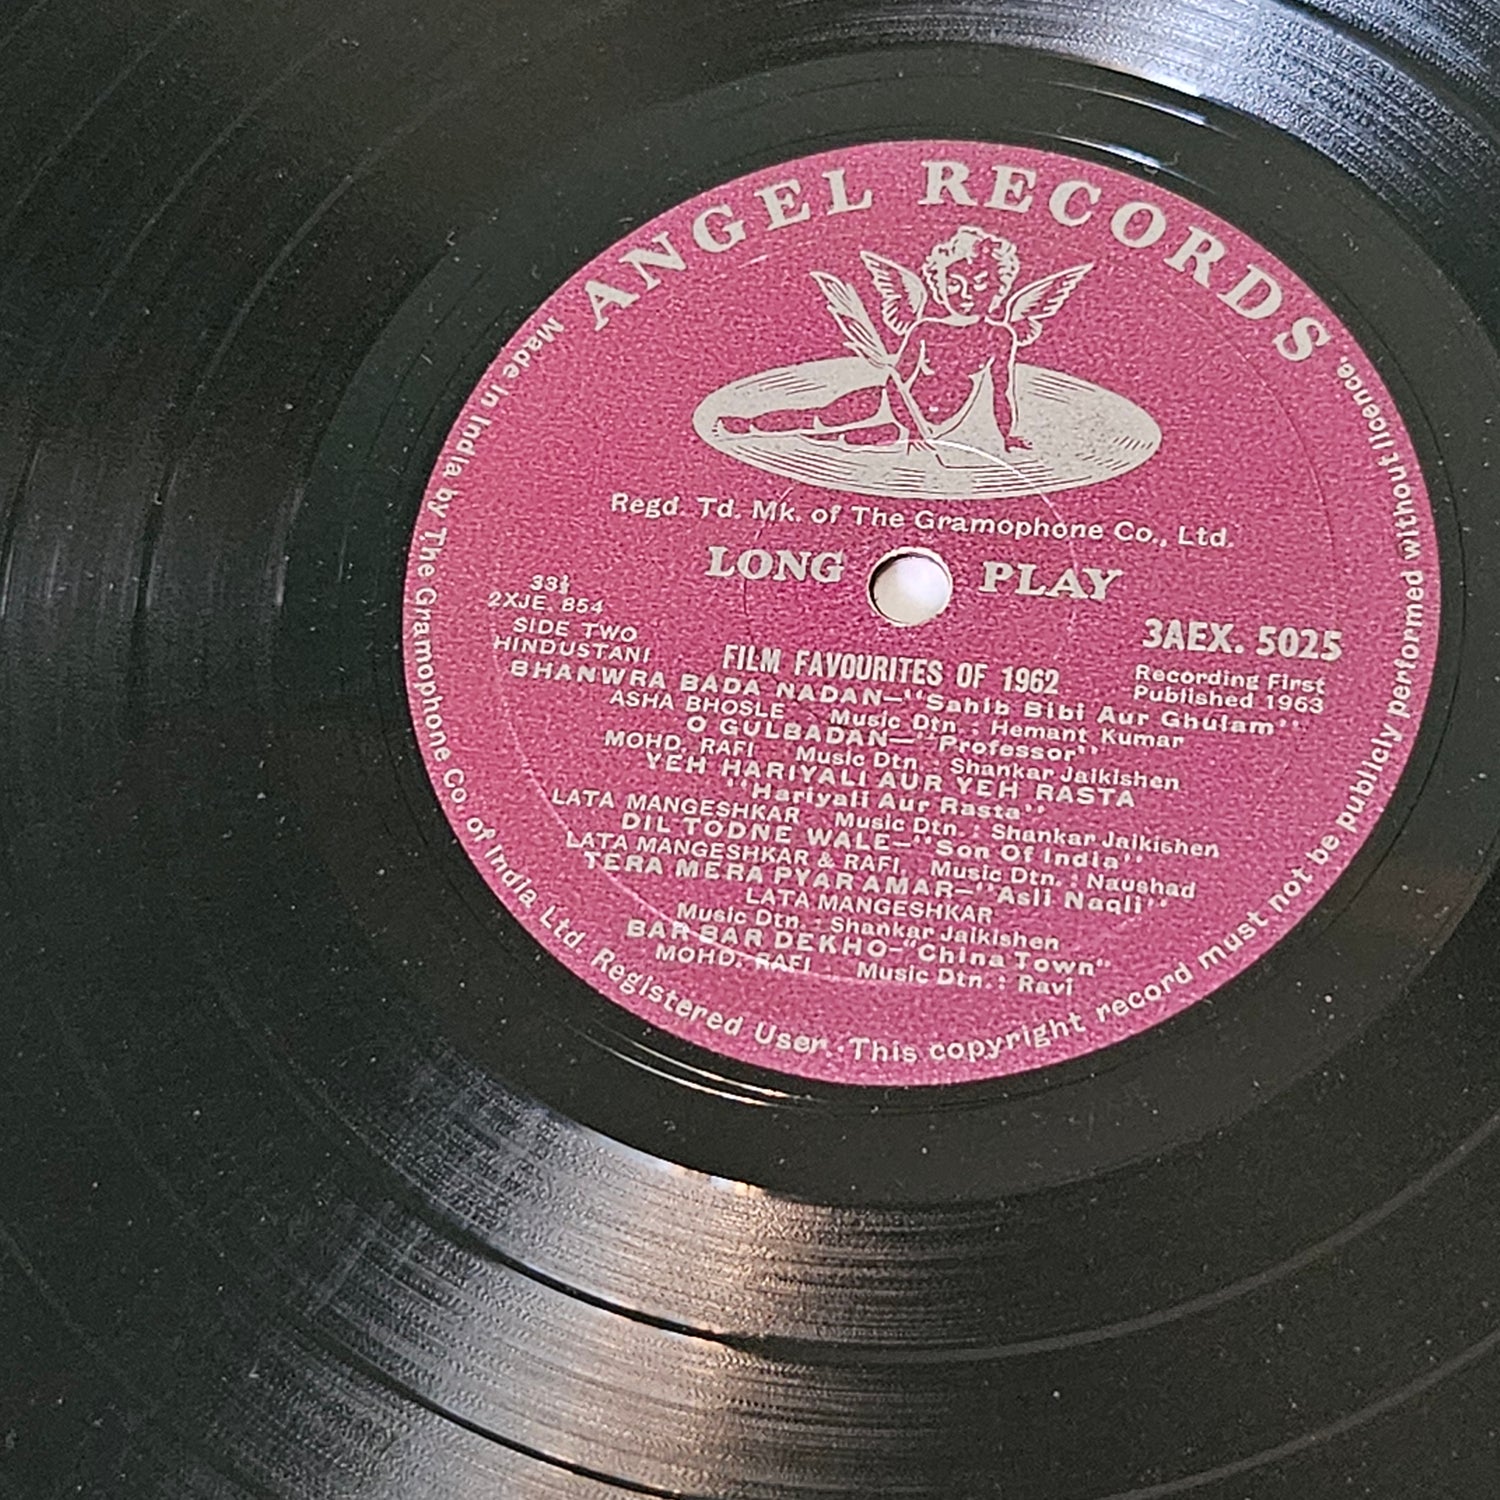 ANGEL RECORDS
Regd. Td. Mk. of The Gramophone Co., Ltd.
LONG PLAY
33⅓
2XJE. 854
SIDE TWO
HINDUSTANI
3AEX. 5025
Recording First
Published 1963
FILM FAVOURITES OF 1962
BHANWRA BADA NADAN—"Sahib Bibi Aur Ghulam"
ASHA BHOSLE Music Dtn. : Hemant Kumar
O GULBADAN—"Professor"
MOHD. RAFI Music Dtn. : Shankar Jaikishen
YEH HARIYALI AUR YEH RASTA
"Hariyali Aur Rasta"
LATA MANGESHKAR Music Dtn. : Shankar Jaikishen
DIL TODNE WALE—"Son Of India"
LATA MANGESHKAR & RAFI, Music Dtn. : Naushad
TERA MERA PYAR AMAR—"Asli Naqli"
LATA MANGESHKAR
Music Dtn. : Shankar Jaikishen
BAR BAR DEKHO—"China Town"
MOHD. RAFI Music Dtn. : Ravi
Made in India by The Gramophone Co. of India Ltd. Registered User. :This copyright record must not be publicly performed without licence.